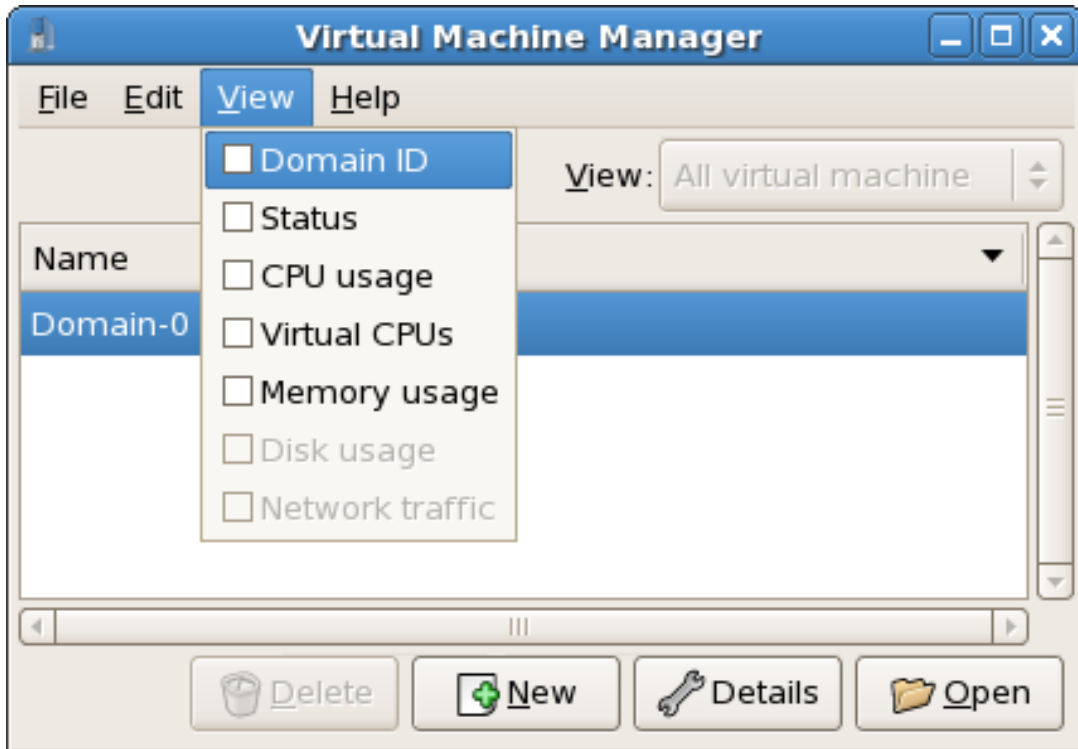 Virtual Machine Manager
File Edit View Help
Domain ID
View: All virtual machine
Status
Name
CPU usage
Domain-0
Virtual CPUs
Memory usage
Disk usage
Network traffic
Delete New Details Open